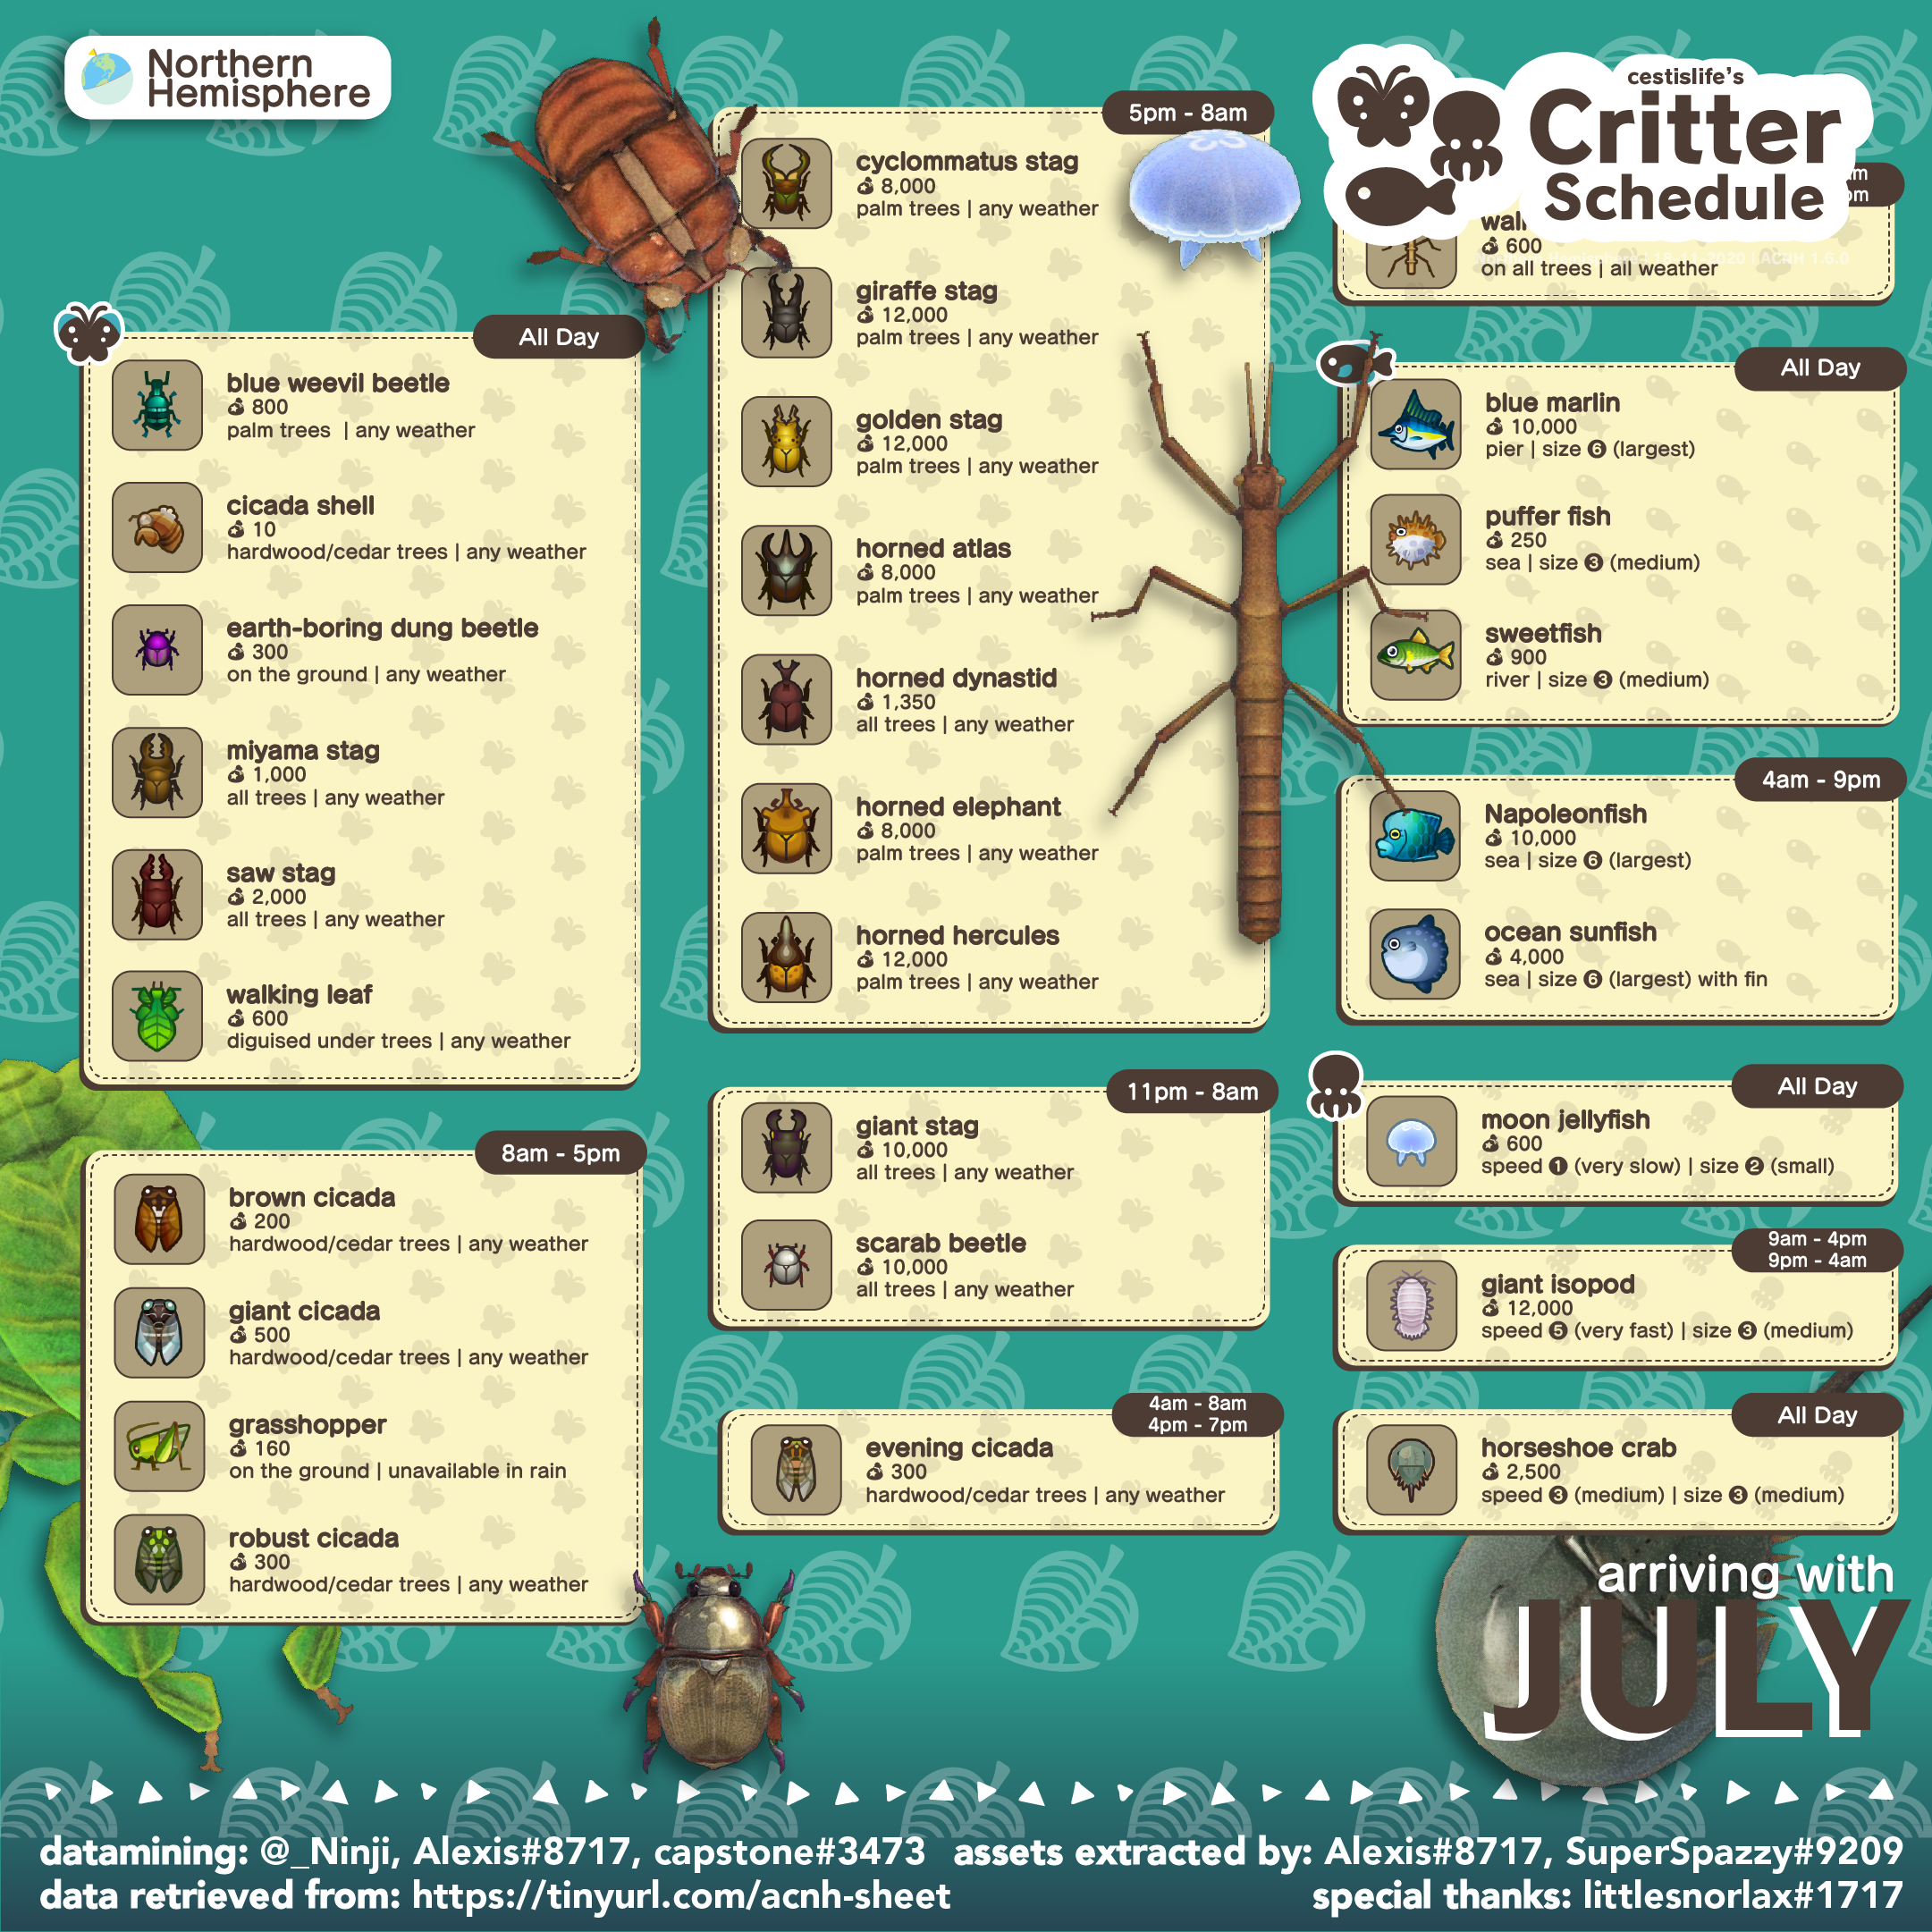 Northern
Hemisphere
All Day
blue weevil beetle
800
palm trees | any weather
cicada shell
10
hardwood/cedar trees | any weather
earth-boring dung beetle
300
on the ground | any weather
miyama stag
1,000
all trees | any weather
saw stag
2,000
all trees | any weather
walking leaf
600
diguised under trees | any weather
8am - 5pm
brown cicada
200
hardwood/cedar trees | any weather
giant cicada
500
hardwood/cedar trees | any weather
grasshopper
160
on the ground | unavailable in rain
robust cicada
300
hardwood/cedar trees | any weather
5pm - 8am
cyclommatus stag
8,000
palm trees | any weather
giraffe stag
12,000
palm trees | any weather
golden stag
12,000
palm trees | any weather
horned atlas
8,000
palm trees | any weather
horned dynastid
1,350
all trees | any weather
horned elephant
8,000
palm trees | any weather
horned hercules
12,000
palm trees | any weather
11pm - 8am
giant stag
10,000
all trees | any weather
scarab beetle
10,000
all trees | any weather
4am - 8am
4pm - 7pm
evening cicada
300
hardwood/cedar trees | any weather
cestislife's
Critter
Schedule
600
on all trees | all weather
All Day
blue marlin
10,000
pier | size 6 (largest)
puffer fish
250
sea | size 3 (medium)
sweetfish
900
river | size 3 (medium)
4am - 9pm
Napoleonfish
10,000
sea | size 6 (largest)
ocean sunfish
4,000
sea | size 6 (largest) with fin
All Day
moon jellyfish
600
speed 1 (very slow) | size 2 (small)
9am - 4pm
9pm - 4am
giant isopod
12,000
speed 5 (very fast) | size 3 (medium)
All Day
horseshoe crab
2,500
speed 3 (medium) | size 3 (medium)
arriving with
JULY
datamining: @_Ninji, Alexis#8717, capstone#3473
assets extracted by: Alexis#8717, SuperSpazzy#9209
data retrieved from: https://tinyurl.com/acnh-sheet
special thanks: littlesnorlax#1717